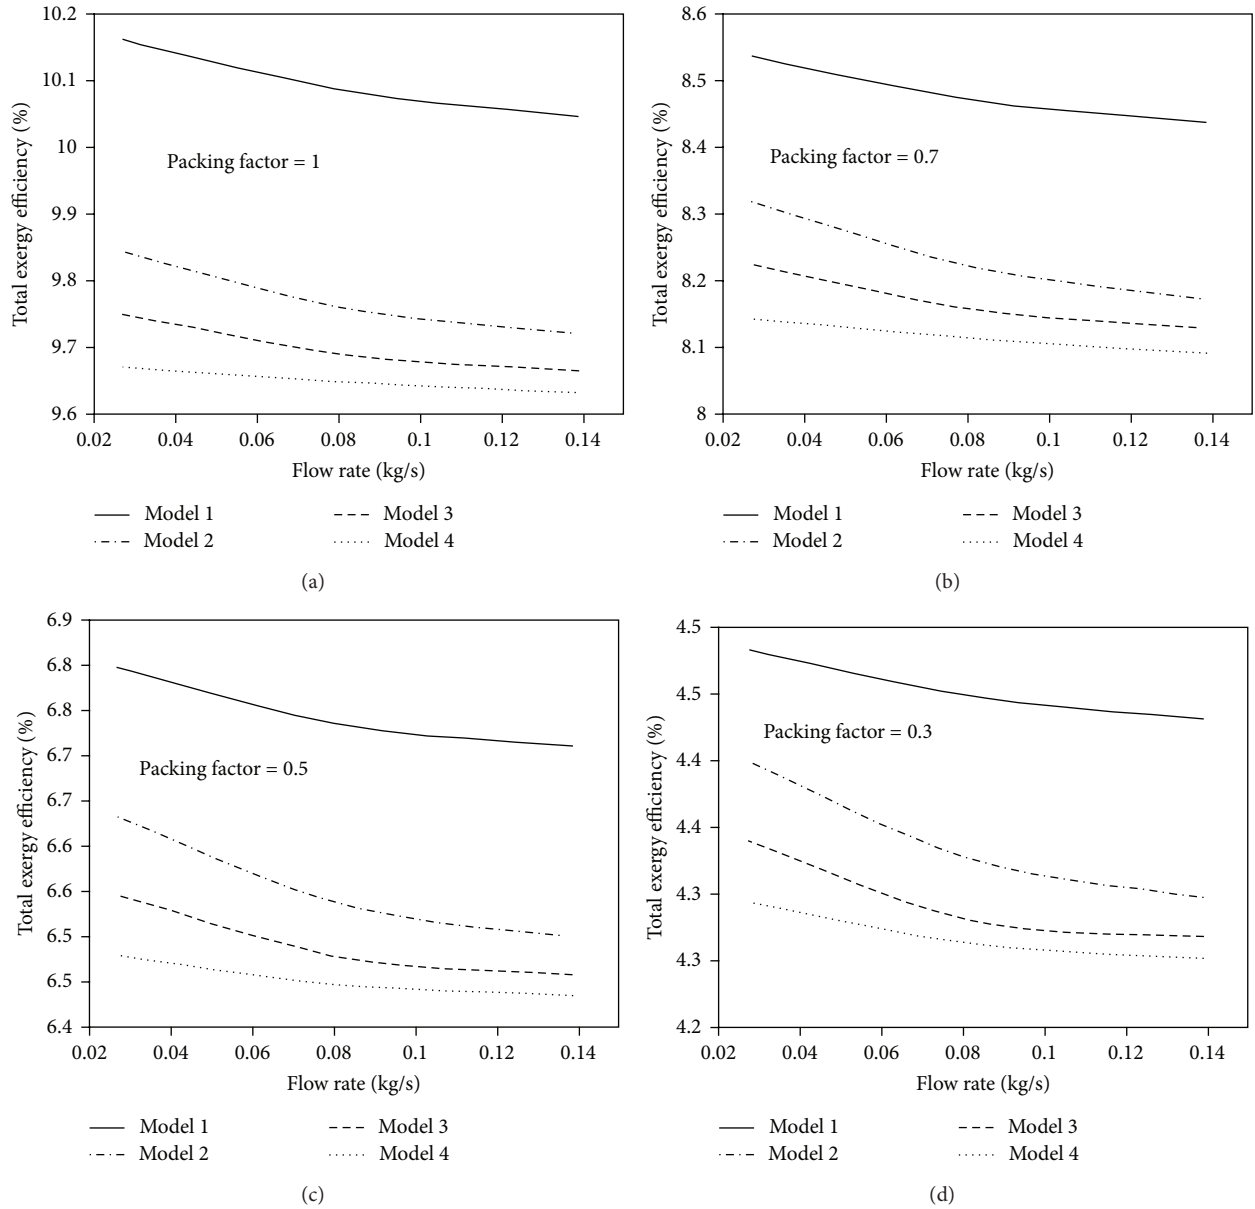 10.2
10.1
10
9.9
9.8
9.7
9.6
Total exergy efficiency (%)
Packing factor = 1
0.02 0.04 0.06 0.08 0.1 0.12 0.14
Flow rate (kg/s)
Model 1 Model 3
Model 2 Model 4
(a)
8.6
8.5
8.4
8.3
8.2
8.1
8
Total exergy efficiency (%)
Packing factor = 0.7
0.02 0.04 0.06 0.08 0.1 0.12 0.14
Flow rate (kg/s)
Model 1 Model 3
Model 2 Model 4
(b)
6.9
6.8
6.8
6.7
6.7
6.6
6.6
6.5
6.5
6.4
Total exergy efficiency (%)
Packing factor = 0.5
0.02 0.04 0.06 0.08 0.1 0.12 0.14
Flow rate (kg/s)
Model 1 Model 3
Model 2 Model 4
(c)
4.5
4.5
4.4
4.4
4.3
4.3
4.2
Total exergy efficiency (%)
Packing factor = 0.3
0.02 0.04 0.06 0.08 0.1 0.12 0.14
Flow rate (kg/s)
Model 1 Model 3
Model 2 Model 4
(d)